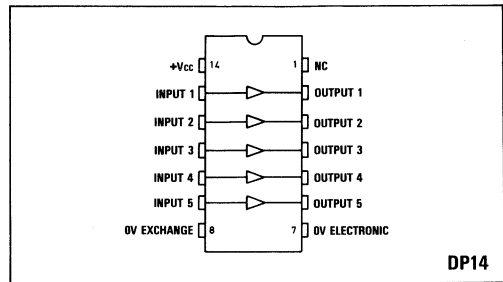 +Vcc 14 1 NC
INPUT 1 OUTPUT 1
INPUT 2 OUTPUT 2
INPUT 3 OUTPUT 3
INPUT 4 OUTPUT 4
INPUT 5 OUTPUT 5
0V EXCHANGE 8 7 0V ELECTRONIC
DP14